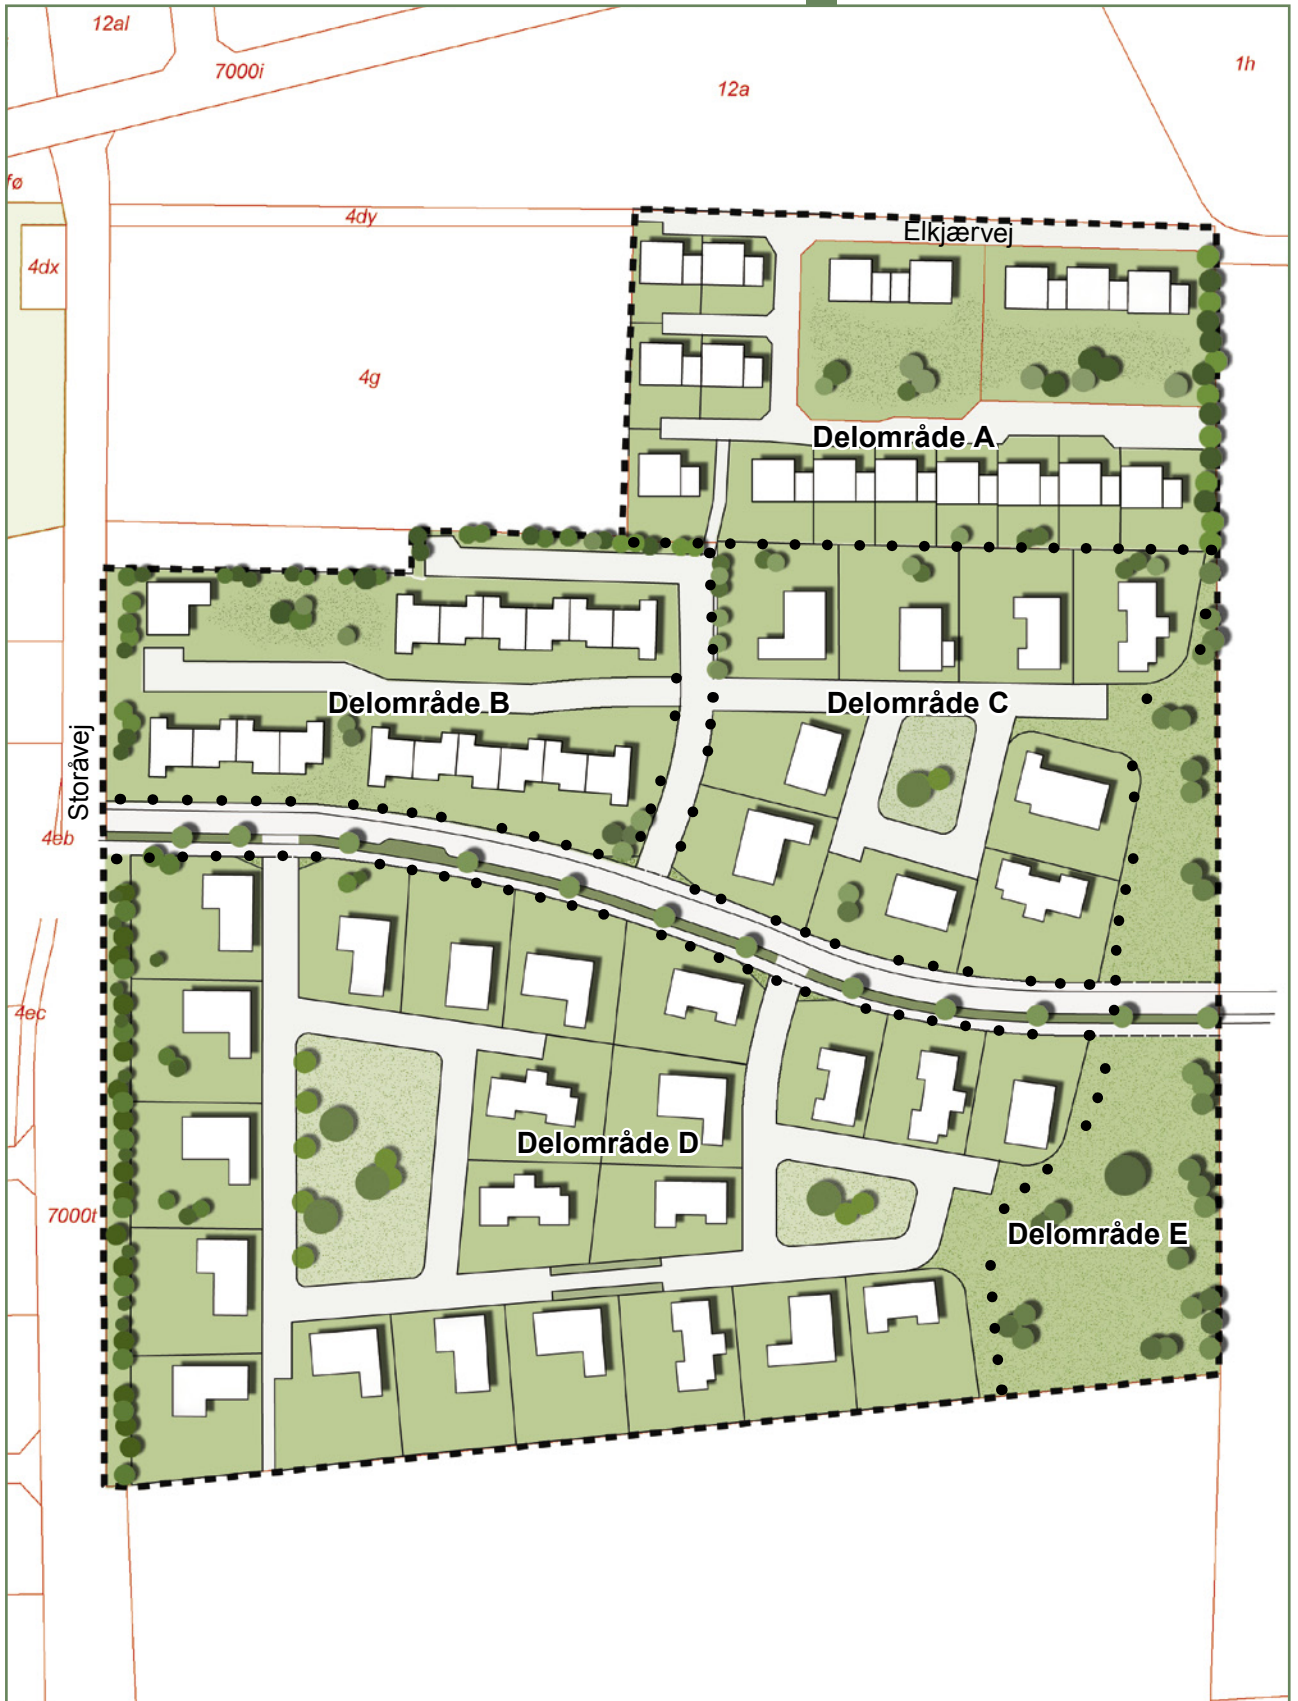 12al
7000i
12a
1h
fø
4dy
Elkjærvej
4dx
4g
Delområde A
Delområde B
Delområde C
Storåvej
4eb
4ec
Delområde D
7000t
Delområde E